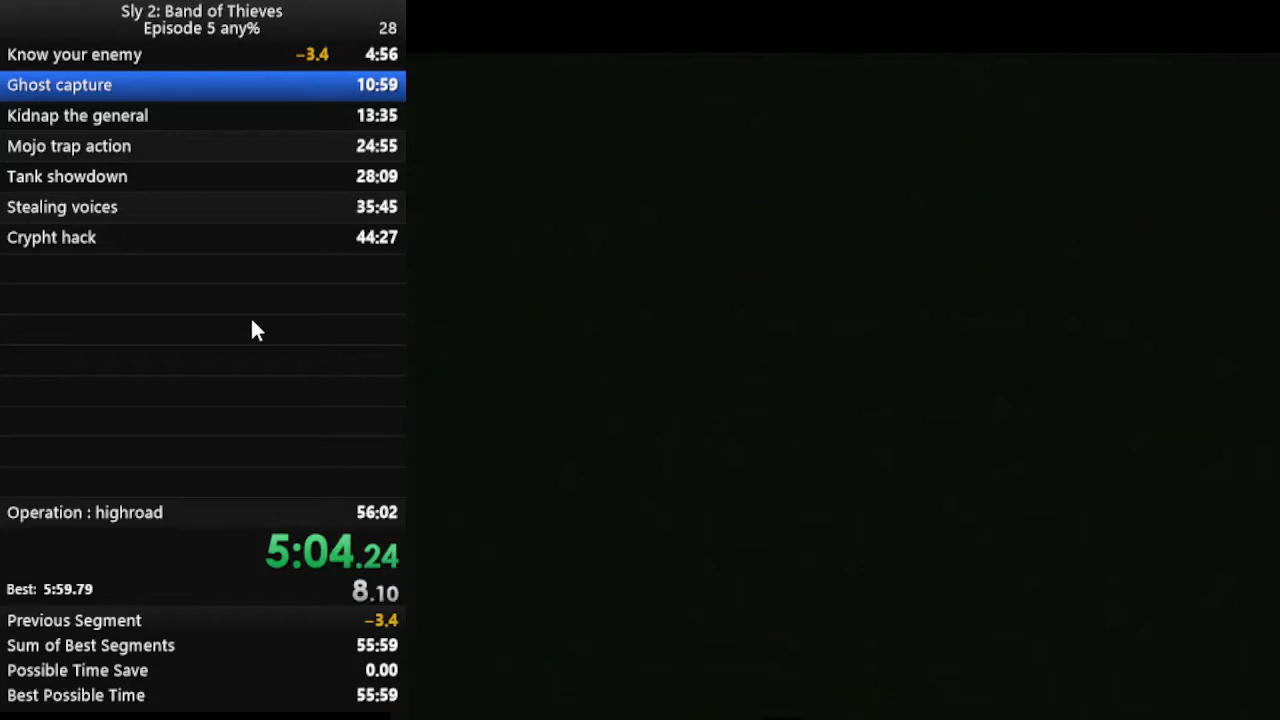 Sly 2: Band of Thieves
Episode 5 any% 28
Know your enemy −3.4 4:56
Ghost capture 10:59
Kidnap the general 13:35
Mojo trap action 24:55
Tank showdown 28:09
Stealing voices 35:45
Crypht hack 44:27
Operation : highroad 56:02
5:04.24
Best: 5:59.79 8.10
Previous Segment −3.4
Sum of Best Segments 55:59
Possible Time Save 0.00
Best Possible Time 55:59